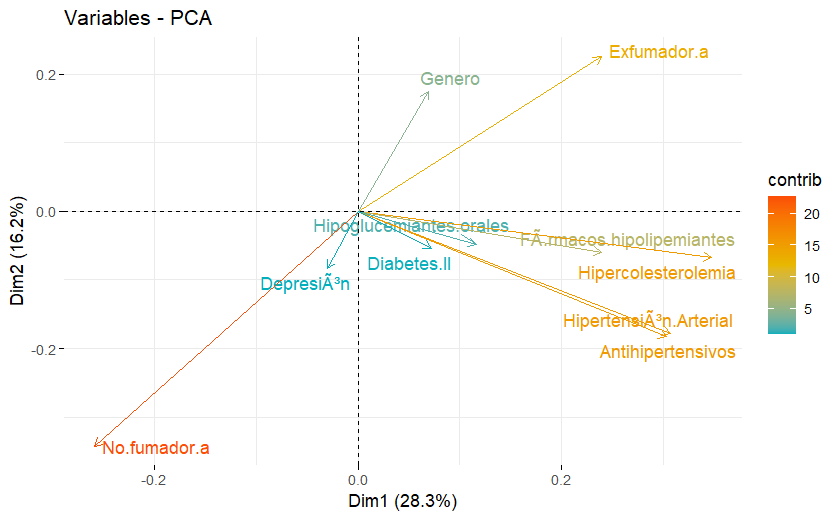 Variables - PCA
Exfumador.a
Genero
0.2
contrib
20
15
10
5
0.0
Hipoglucemiantes.orales
FÃ.rmacos.hipolipemiantes
Diabetes.II
Hipercolesterolemia
DepresiÃ³n
HipertensiÃ³n.Arterial
Antihipertensivos
-0.2
No.fumador.a
-0.2
0.0
0.2
Dim1 (28.3%)
Dim2 (16.2%)